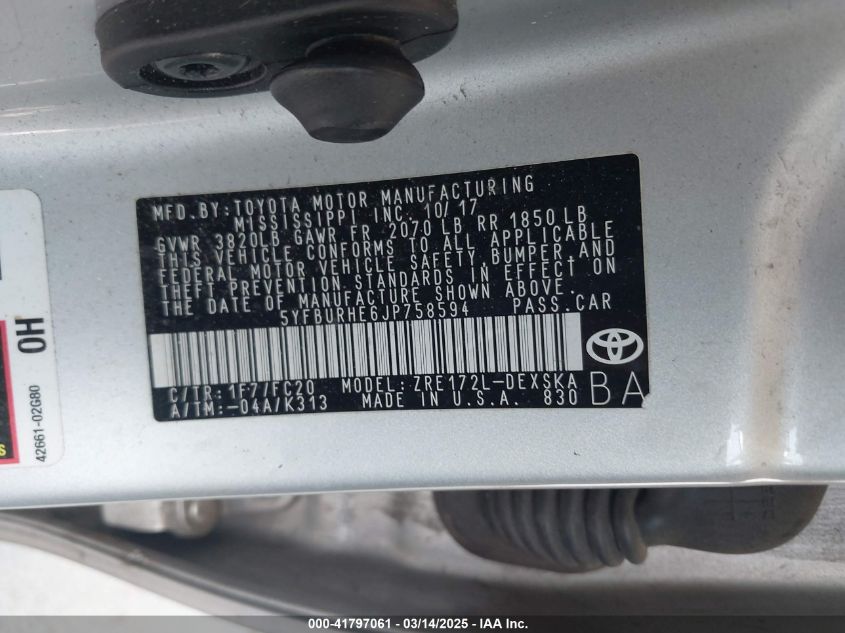 MFD.BY:TOYOTA MOTOR MANUFACTURING
MISSISSIPPI INC. 10/17
GVWR 3820LB GAWR FR 2070 LB RR 1850 LB
THIS VEHICLE CONFORMS TO ALL APPLICABLE
FEDERAL MOTOR VEHICLE SAFETY, BUMPER, AND
THEFT PREVENTION STANDARDS IN EFFECT ON
THE DATE OF MANUFACTURE SHOWN ABOVE.
5YFBURHE6JP758594 PASS.CAR
C/TR:1F7/FC20 MODEL:ZRE172L-DEXSKA
A/TM:-04A/K313 MADE IN U.S.A. 830
BA
42661-02G80
0H
S
000-41797061 - 03/14/2025 - IAA Inc.